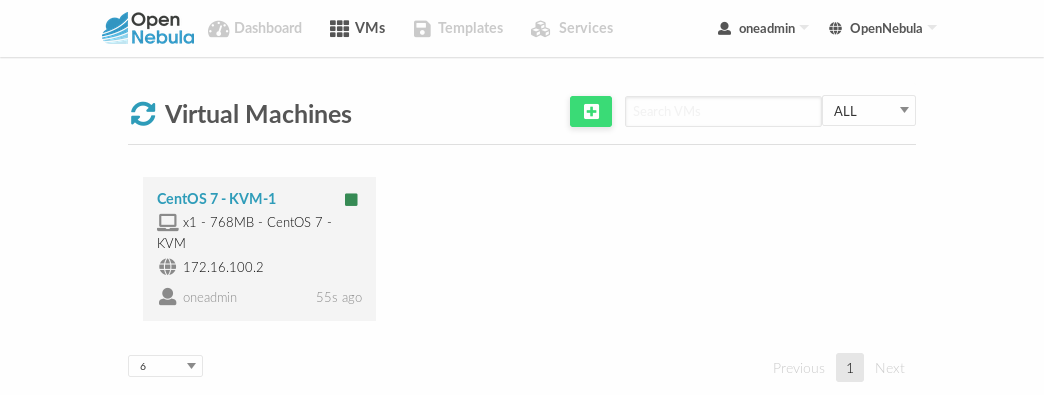 Open Nebula
Dashboard VMs Templates Services oneadmin OpenNebula
Virtual Machines
Search VMs ALL
CentOS 7 - KVM-1
x1 - 768MB - CentOS 7 -
KVM
172.16.100.2
oneadmin 55s ago
6 Previous 1 Next